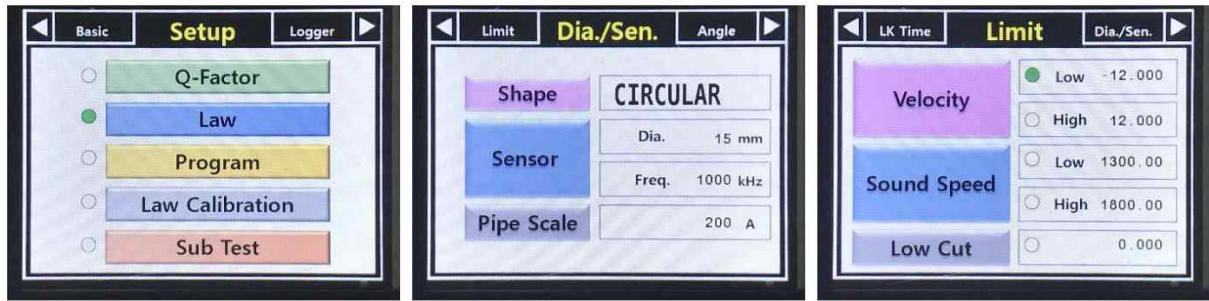 Basic Setup Logger
Q-Factor
Law
Program
Law Calibration
Sub Test
Limit Dia./Sen. Angle
Shape CIRCULAR
Sensor
Dia. 15 mm
Freq. 1000 kHz
Pipe Scale 200 A
LK Time Limit Dia./Sen.
Velocity
Low -12.000
High 12.000
Sound Speed
Low 1300.00
High 1800.00
Low Cut 0.000